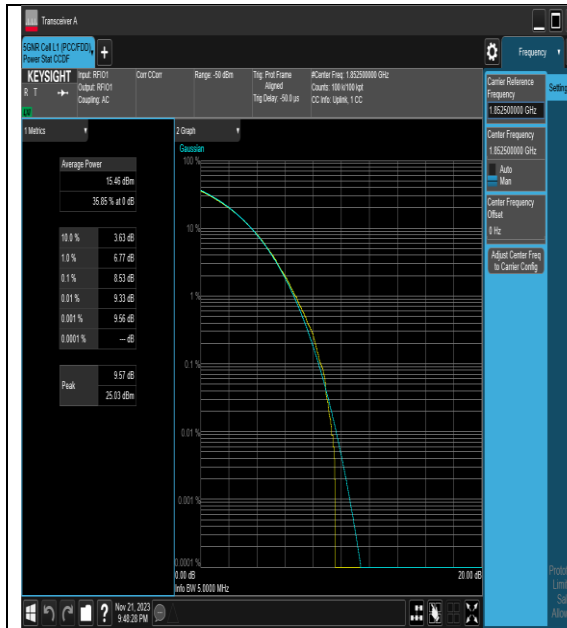 Transceiver A
5GNR Cell L1 (PCC/FDD)
Power Stat CCDF
Frequency
KEYSIGHT
R T
LV
Input: RFIO1
Output: RFIO1
Coupling: AC
Corr CCorr
Range: -50 dBm
Trig: Prot Frame
Aligned
Trig Delay: -50.0 µs
#Center Freq: 1.852500000 GHz
Counts: 100 k/100 kpt
CC Info: Uplink, 1 CC
Carrier Reference
Frequency
1.852500000 GHz
Center Frequency
1.852500000 GHz
Auto
Man
Center Frequency
Offset
0 Hz
Adjust Center Freq
to Carrier Config
1 Metrics
Average Power
15.46 dBm
35.85 % at 0 dB
10.0 % 3.63 dB
1.0 % 6.77 dB
0.1 % 8.53 dB
0.01 % 9.33 dB
0.001 % 9.56 dB
0.0001 % --- dB
Peak
9.57 dB
25.03 dBm
2 Graph
Gaussian
100 %
10 %
1 %
0.1 %
0.01 %
0.001 %
0.0001 %
0.00 dB
20.00 dB
Info BW 5.0000 MHz
Nov 21, 2023
9:48:28 PM